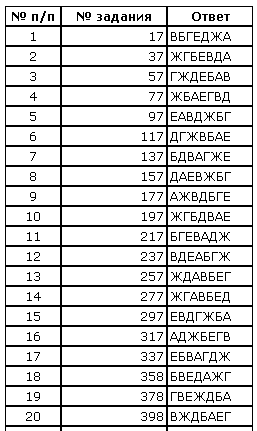 № п/п № задания Ответ
1 17 ВБГЕДЖА
2 37 ЖГБЕВДА
3 57 ГЖДЕБАВ
4 77 ЖБАЕГВД
5 97 ЕАВДЖБГ
6 117 ДГЖВБАЕ
7 137 БДВАГЖЕ
8 157 ДАЕВЖБГ
9 177 АЖВДБГЕ
10 197 ЖГБДВАЕ
11 217 БГЕВАДЖ
12 237 ВДЕАБГЖ
13 257 ЖДАВБЕГ
14 277 ЖГАВБЕД
15 297 ЕВДГЖБА
16 317 АДЖБЕГВ
17 337 ЕБВАГДЖ
18 358 БВЕДАЖГ
19 378 ГВЕЖДБА
20 398 ВЖДБАЕГ